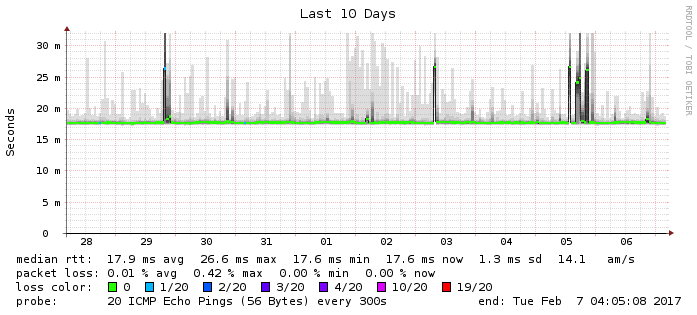 Last 10 Days
RRDTOOL / TOBI OETIKER
Seconds
30 m
25 m
20 m
15 m
10 m
5 m
0
28 29 30 31 01 02 03 04 05 06
median rtt: 17.9 ms avg 26.6 ms max 17.6 ms min 17.6 ms now 1.3 ms sd 14.1 am/s
packet loss: 0.01 % avg 0.42 % max 0.00 % min 0.00 % now
loss color: 0 1/20 2/20 3/20 4/20 10/20 19/20
probe: 20 ICMP Echo Pings (56 Bytes) every 300s end: Tue Feb 7 04:05:08 2017